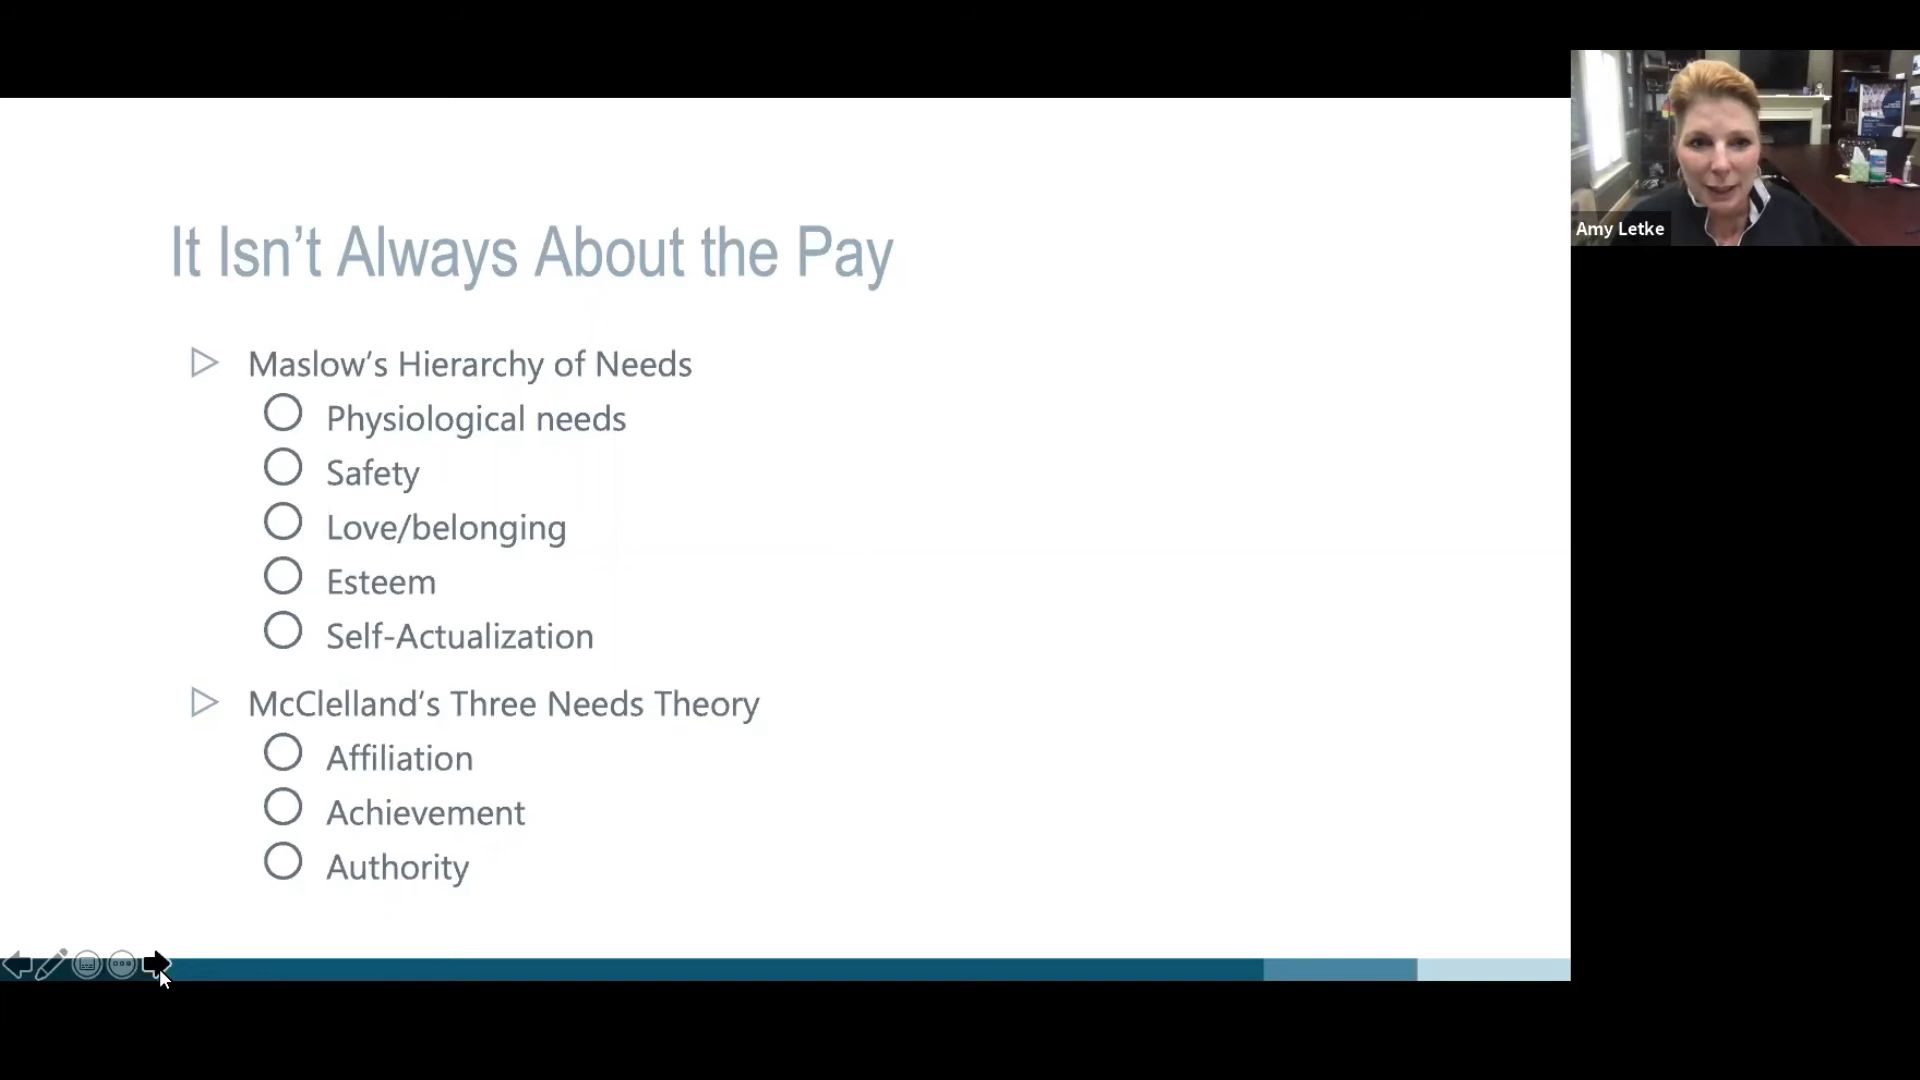 It Isn’t Always About the Pay
Maslow’s Hierarchy of Needs
Physiological needs
Safety
Love/belonging
Esteem
Self-Actualization
McClelland’s Three Needs Theory
Affiliation
Achievement
Authority
Amy Letke